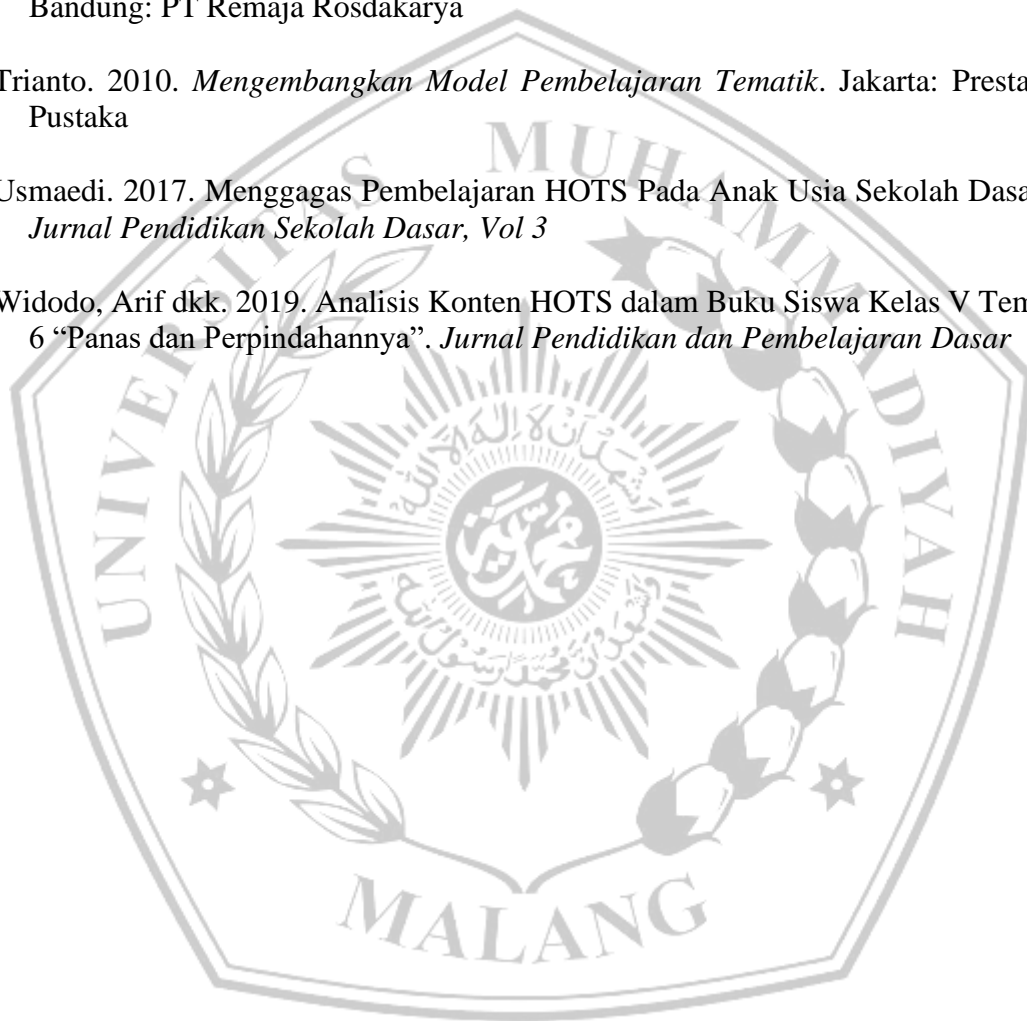 Bandung: PT Remaja Rosdakarya
Trianto. 2010. Mengembangkan Model Pembelajaran Tematik. Jakarta: Presta
Pustaka
Usmaedi. 2017. Menggagas Pembelajaran HOTS Pada Anak Usia Sekolah Dasa
Jurnal Pendidikan Sekolah Dasar, Vol 3
Widodo, Arif dkk. 2019. Analisis Konten HOTS dalam Buku Siswa Kelas V Tem
6 “Panas dan Perpindahannya”. Jurnal Pendidikan dan Pembelajaran Dasar
UNIVERSITAS MUHAMMADIYAH
MALANG